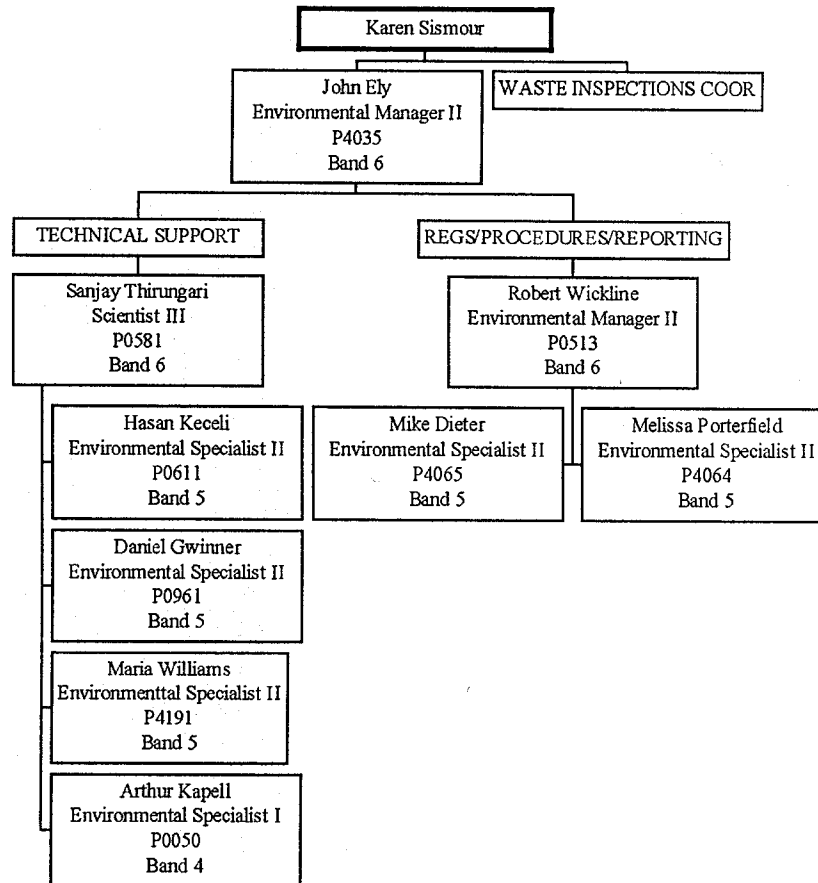 Karen Sismour
John Ely
Environmental Manager II
P4035
Band 6
WASTE INSPECTIONS COOR
TECHNICAL SUPPORT
REGS/PROCEDURES/REPORTING
Sanjay Thirungari
Scientist III
P0581
Band 6
Robert Wickline
Environmental Manager II
P0513
Band 6
Hasan Keceli
Environmental Specialist II
P0611
Band 5
Mike Dieter
Environmental Specialist II
P4065
Band 5
Melissa Porterfield
Environmental Specialist II
P4064
Band 5
Daniel Gwinner
Environmental Specialist II
P0961
Band 5
Maria Williams
Environmenttal Specialist II
P4191
Band 5
Arthur Kapell
Environmental Specialist I
P0050
Band 4